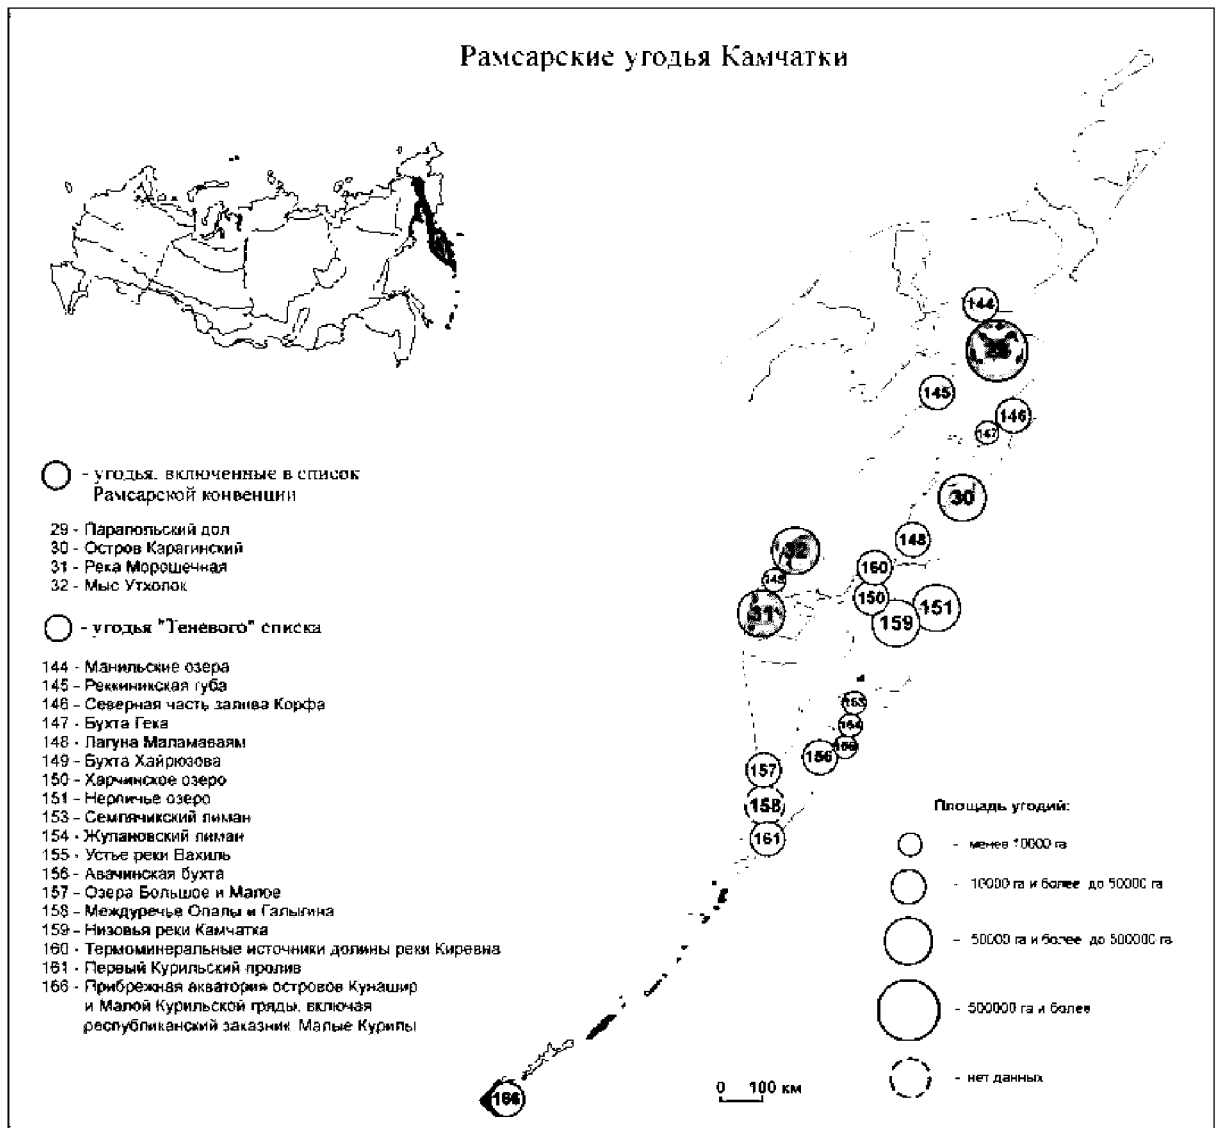 Рамсарские угодья Камчатки
- угодья, включенные в список
Рамсарской конвенции
29 - Парапольский дол
30 - Остров Карагинский
31 - Река Морошечная
32 - Мыс Утхолок
- угодья "Теневого" списка
144 - Манильские озера
145 - Реккиникская губа
146 - Северная часть залива Корфа
147 - Бухта Гека
148 - Лагуна Маламваям
149 - Бухта Хайрюзова
150 - Харчинское озеро
151 - Нерпичье озеро
153 - Семлячикский лиман
154 - Жупановский лиман
155 - Устье реки Вахиль
156 - Авачинская бухта
157 - Озера Большое и Малое
158 - Междуречье Опалы и Галыгина
159 - Низовья реки Камчатка
160 - Термоминеральные источники долины реки Киревна
161 - Первый Курильский пролив
166 - Прибрежная акватория островов Кунашир
и Малой Курильской гряды, включая
республиканский заказник Малые Курилы
144
145
146
147
30
148
32
149
160
31
150
151
159
153
154
155
156
157
158
161
166
Площадь угодий:
- менее 10000 га
- 10000 га и более до 50000 га
- 50000 га и более до 500000 га
- 500000 га и более
- нет данных
0 100 км